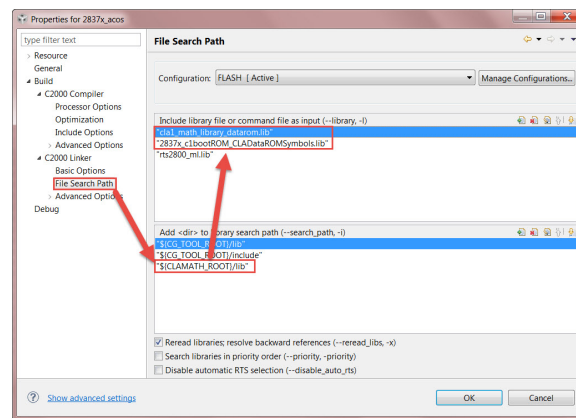 Properties for 2837x_acos
type filter text
File Search Path
Resource
General
Build
C2000 Compiler
Processor Options
Optimization
Include Options
Advanced Options
C2000 Linker
Basic Options
File Search Path
Advanced Options
Debug
Configuration: FLASH [ Active ]
Manage Configurations...
Include library file or command file as input (--library, -l)
"cla1_math_library_datarom.lib"
"2837x_c1bootROM_CLADataROMSymbols.lib"
"rts2800_ml.lib"
Add <dir> to library search path (--search_path, -i)
"${CG_TOOL_ROOT}/lib"
"${CG_TOOL_ROOT}/include"
"${CLAMATH_ROOT}/lib"
Reread libraries; resolve backward references (--reread_libs, -x)
Search libraries in priority order (--priority, -priority)
Disable automatic RTS selection (--disable_auto_rts)
Show advanced settings
OK
Cancel